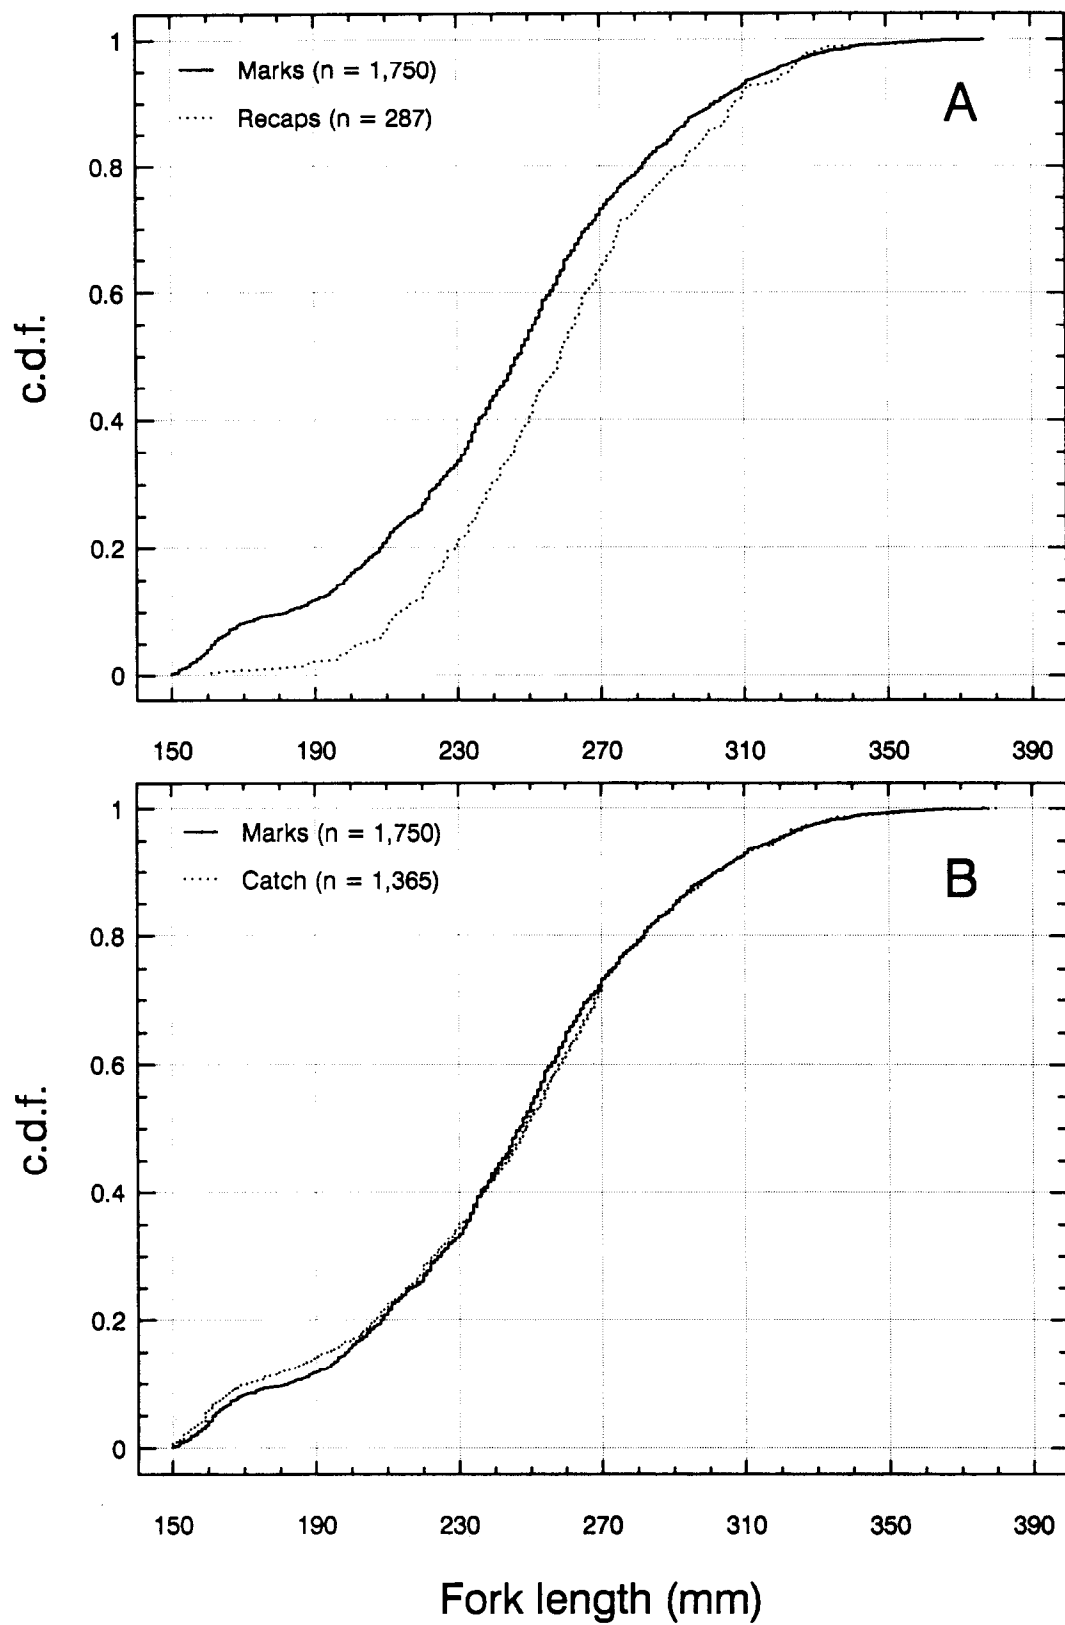 1
0.8
0.6
0.4
0.2
0
c.d.f.
Marks (n = 1,750)
Recaps (n = 287)
A
150 190 230 270 310 350 390
1
0.8
0.6
0.4
0.2
0
c.d.f.
Marks (n = 1,750)
Catch (n = 1,365)
B
150 190 230 270 310 350 390
Fork length (mm)